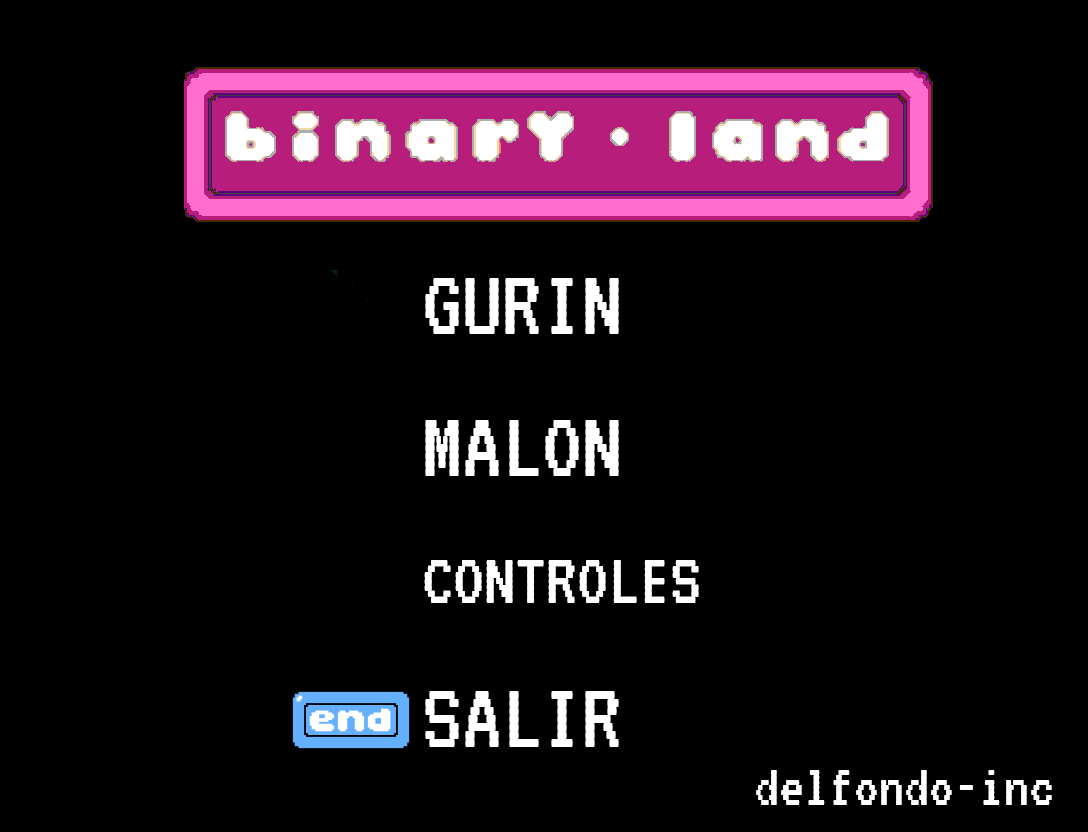 binarY · land
GURIN
MALON
CONTROLES
end SALIR
delfondo-inc